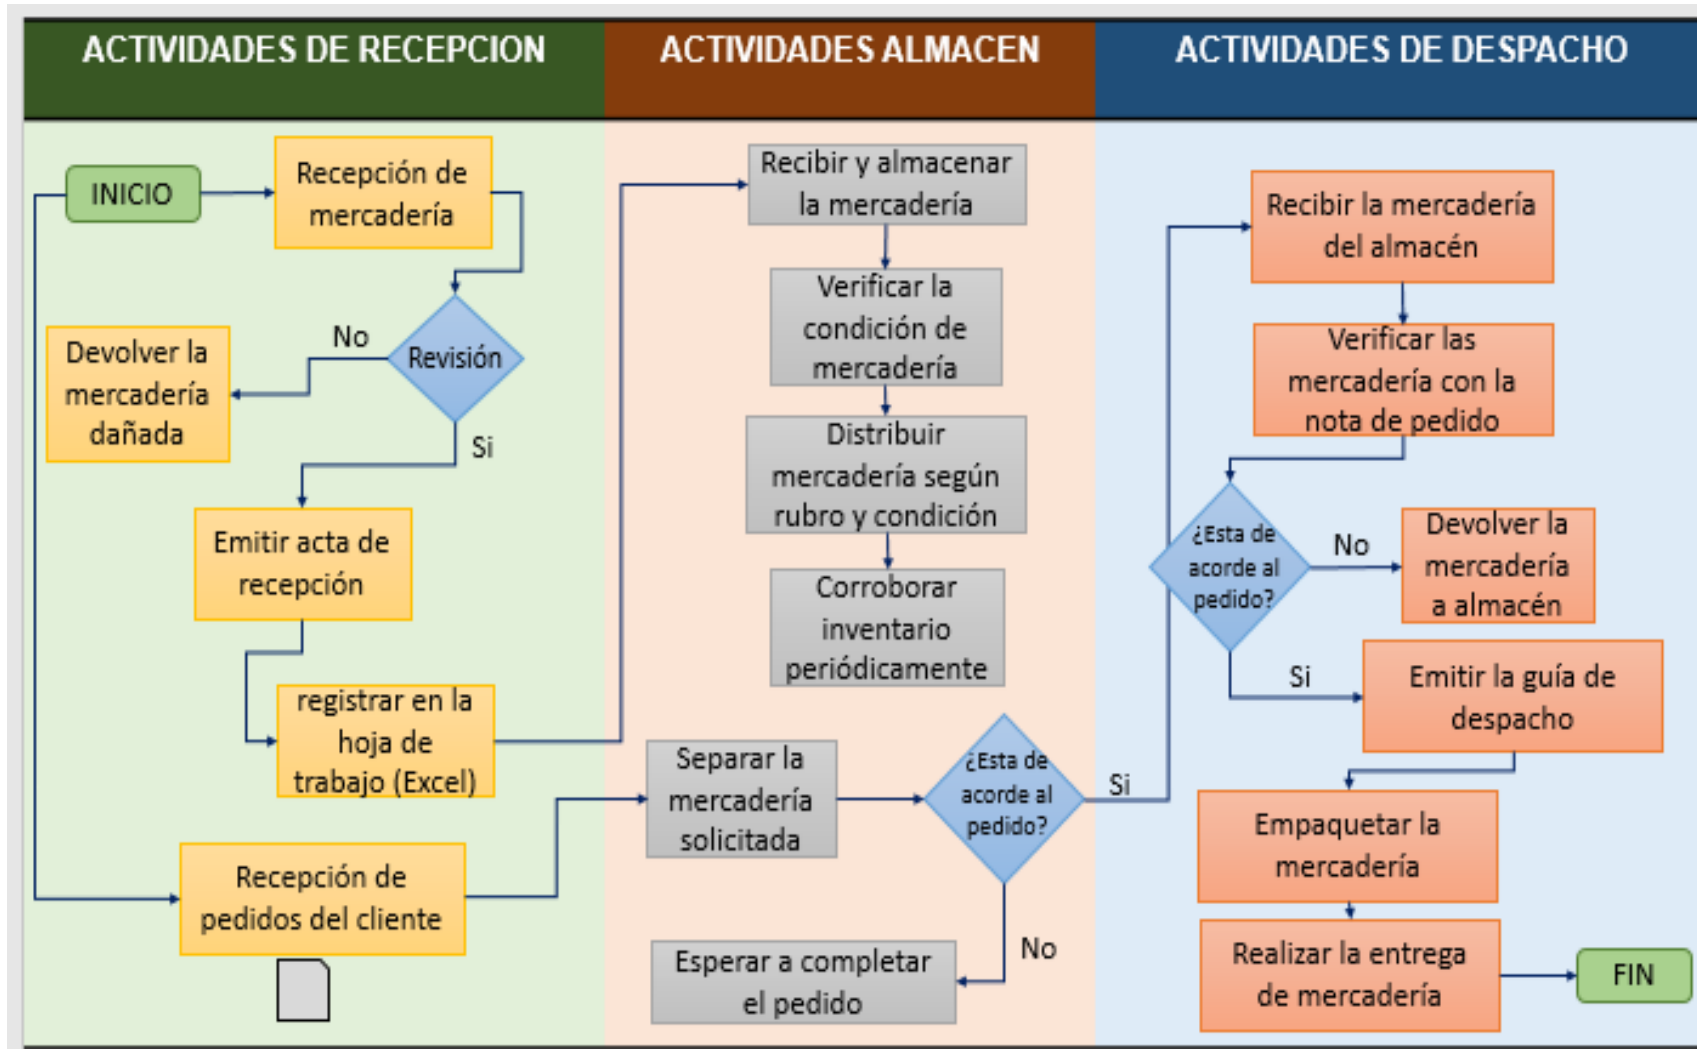 ACTIVIDADES DE RECEPCION
ACTIVIDADES ALMACEN
ACTIVIDADES DE DESPACHO
INICIO
Recepción de
mercadería
Revisión
No
Devolver la
mercadería
dañada
Si
Emitir acta de
recepción
registrar en la
hoja de
trabajo (Excel)
Recepción de
pedidos del cliente
Recibir y almacenar
la mercadería
Verificar la
condición de
mercadería
Distribuir
mercadería según
rubro y condición
Corroborar
inventario
periódicamente
Separar la
mercadería
solicitada
¿Esta de
acorde al
pedido?
Si
No
Esperar a completar
el pedido
Recibir la mercadería
del almacén
Verificar las
mercadería con la
nota de pedido
¿Esta de
acorde al
pedido?
No
Devolver la
mercadería
a almacén
Si
Emitir la guía de
despacho
Empaquetar la
mercadería
Realizar la entrega
de mercadería
FIN